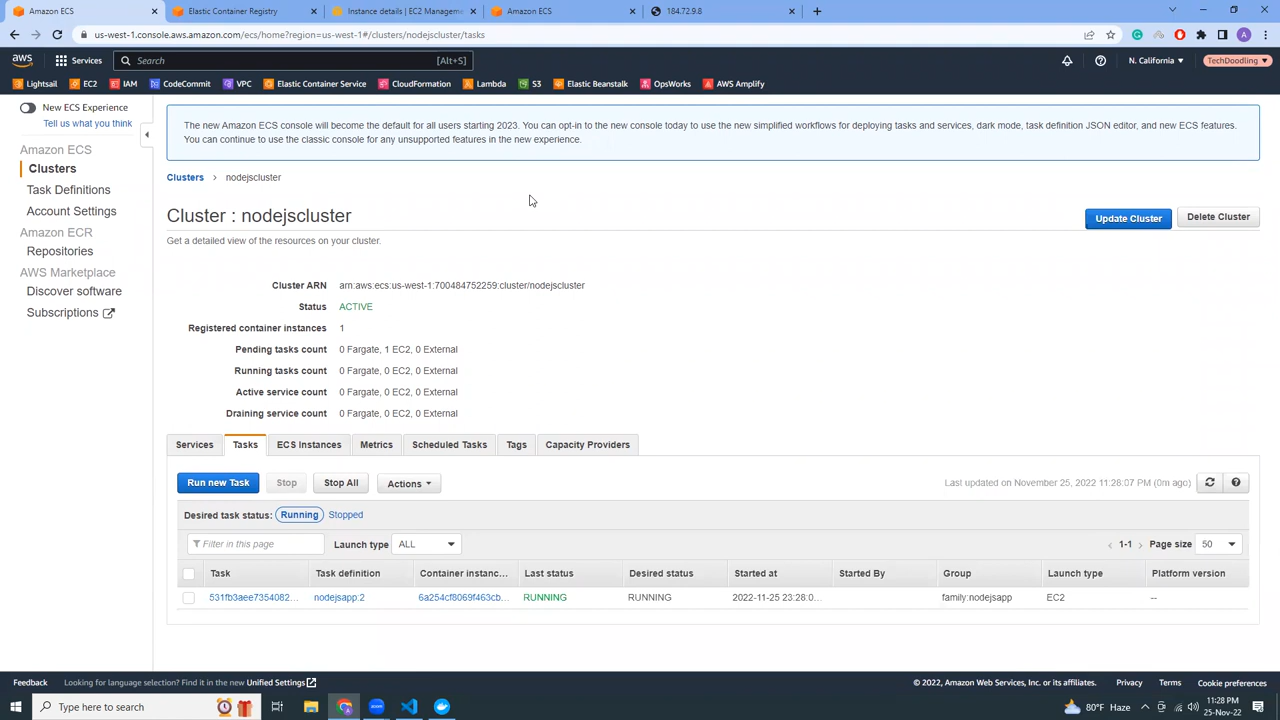 Amazon ECS
Elastic Container Registry
Instance details | EC2 Manageme
Amazon ECS
184.72.9.8
us-west-1.console.aws.amazon.com/ecs/home?region=us-west-1#/clusters/nodejscluster/tasks
A
aws
Services
Search
[Alt+S]
N. California
TechDoodling
Lightsail
EC2
IAM
CodeCommit
VPC
Elastic Container Service
CloudFormation
Lambda
S3
Elastic Beanstalk
OpsWorks
AWS Amplify
New ECS Experience
Tell us what you think
Amazon ECS
Clusters
Task Definitions
Account Settings
Amazon ECR
Repositories
AWS Marketplace
Discover software
Subscriptions
The new Amazon ECS console will become the default for all users starting 2023. You can opt-in to the new console today to use the new simplified workflows for deploying tasks and services, dark mode, task definition JSON editor, and new ECS features.
You can continue to use the classic console for any unsupported features in the new experience.
Clusters > nodejscluster
Cluster : nodejscluster
Update Cluster
Delete Cluster
Get a detailed view of the resources on your cluster.
Cluster ARN arn:aws:ecs:us-west-1:700484752259:cluster/nodejscluster
Status ACTIVE
Registered container instances 1
Pending tasks count 0 Fargate, 1 EC2, 0 External
Running tasks count 0 Fargate, 0 EC2, 0 External
Active service count 0 Fargate, 0 EC2, 0 External
Draining service count 0 Fargate, 0 EC2, 0 External
Services
Tasks
ECS Instances
Metrics
Scheduled Tasks
Tags
Capacity Providers
Run new Task
Stop
Stop All
Actions
Last updated on November 25, 2022 11:28:07 PM (0m ago)
Desired task status: Running Stopped
Filter in this page
Launch type ALL
1-1
Page size 50
Task
Task definition
Container instanc...
Last status
Desired status
Started at
Started By
Group
Launch type
Platform version
531fb3aee7354082...
nodejsapp:2
6a254cf8069f463cb...
RUNNING
RUNNING
2022-11-25 23:28:0...
family:nodejsapp
EC2
--
Feedback
Looking for language selection? Find it in the new Unified Settings
© 2022, Amazon Web Services, Inc. or its affiliates.
Privacy
Terms
Cookie preferences
Type here to search
80°F Haze
11:28 PM
25-Nov-22